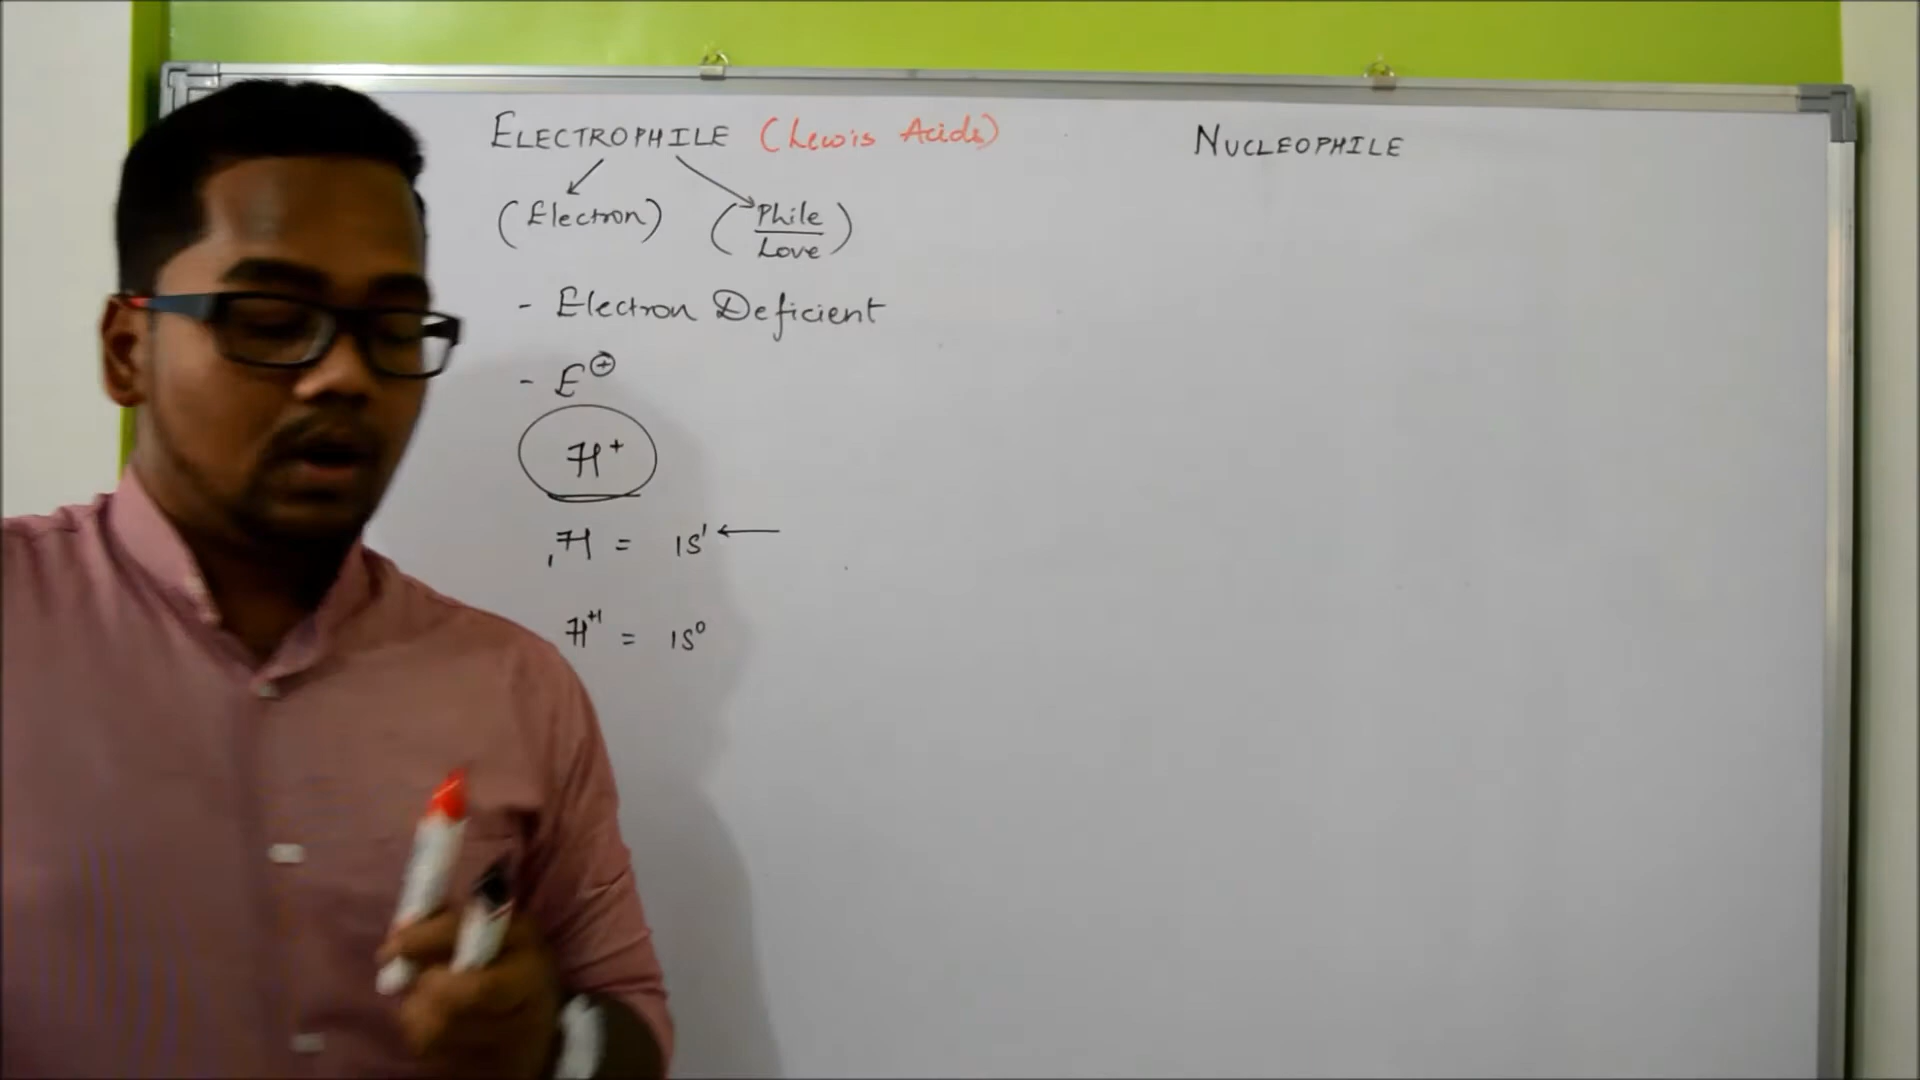 ELECTROPHILE (Lewis Acids)
(Electron) (Phile/Love)
- Electron Deficient
- E⊕
H⁺
₁H = 1S¹ ←
H⁺¹ = 1S⁰
NUCLEOPHILE